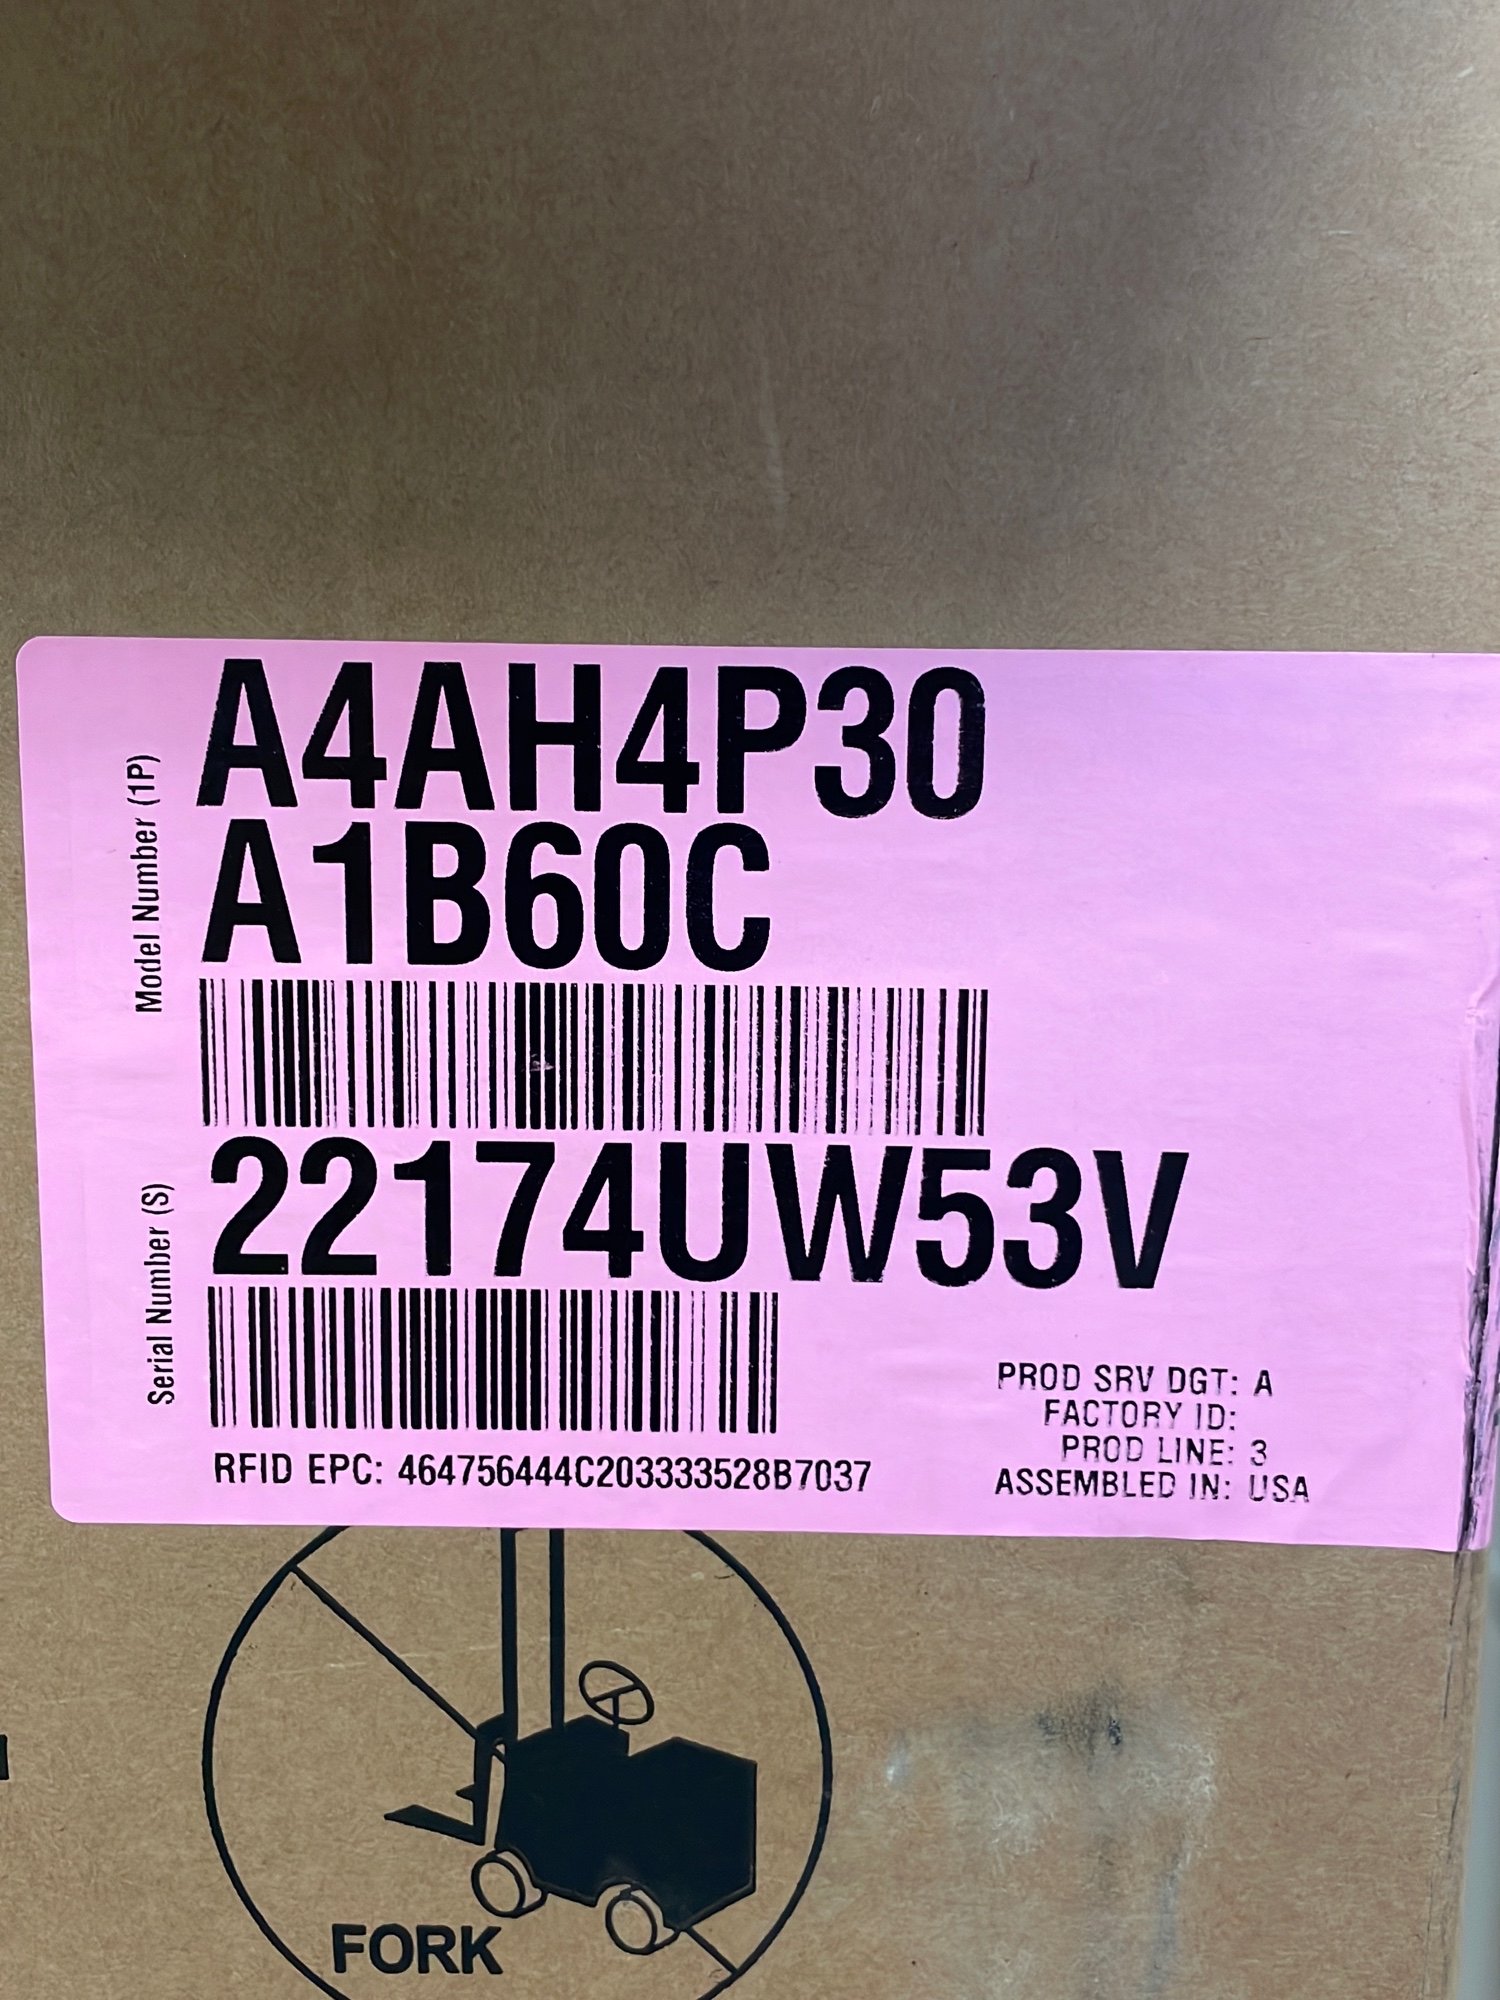 Model Number (1P)
A4AH4P30
A1B60C
Serial Number (S)
22174UW53V
RFID EPC: 464756444C203333528B7037
PROD SRV DGT: A
FACTORY ID:
PROD LINE: 3
ASSEMBLED IN: USA
FORK